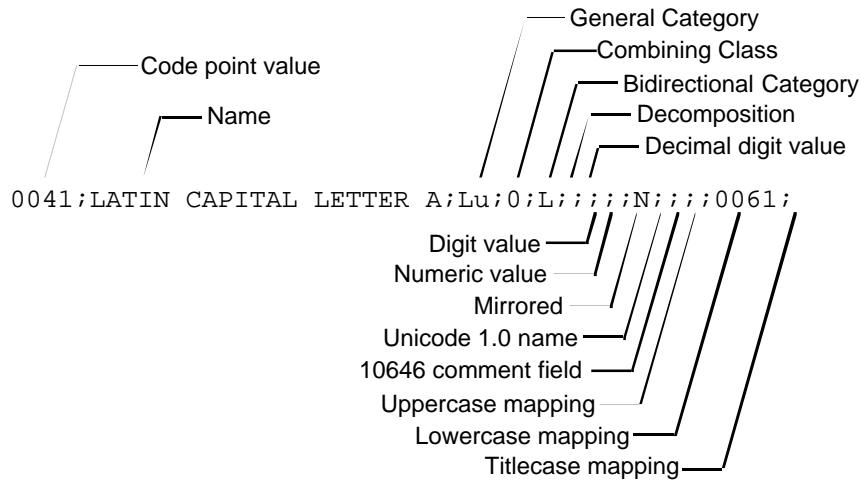 General Category
Combining Class
Code point value
Bidirectional Category
Name
Decomposition
Decimal digit value
0041;LATIN CAPITAL LETTER A;Lu;0;L;;;;;N;;;;0061;
Digit value
Numeric value
Mirrored
Unicode 1.0 name
10646 comment field
Uppercase mapping
Lowercase mapping
Titlecase mapping